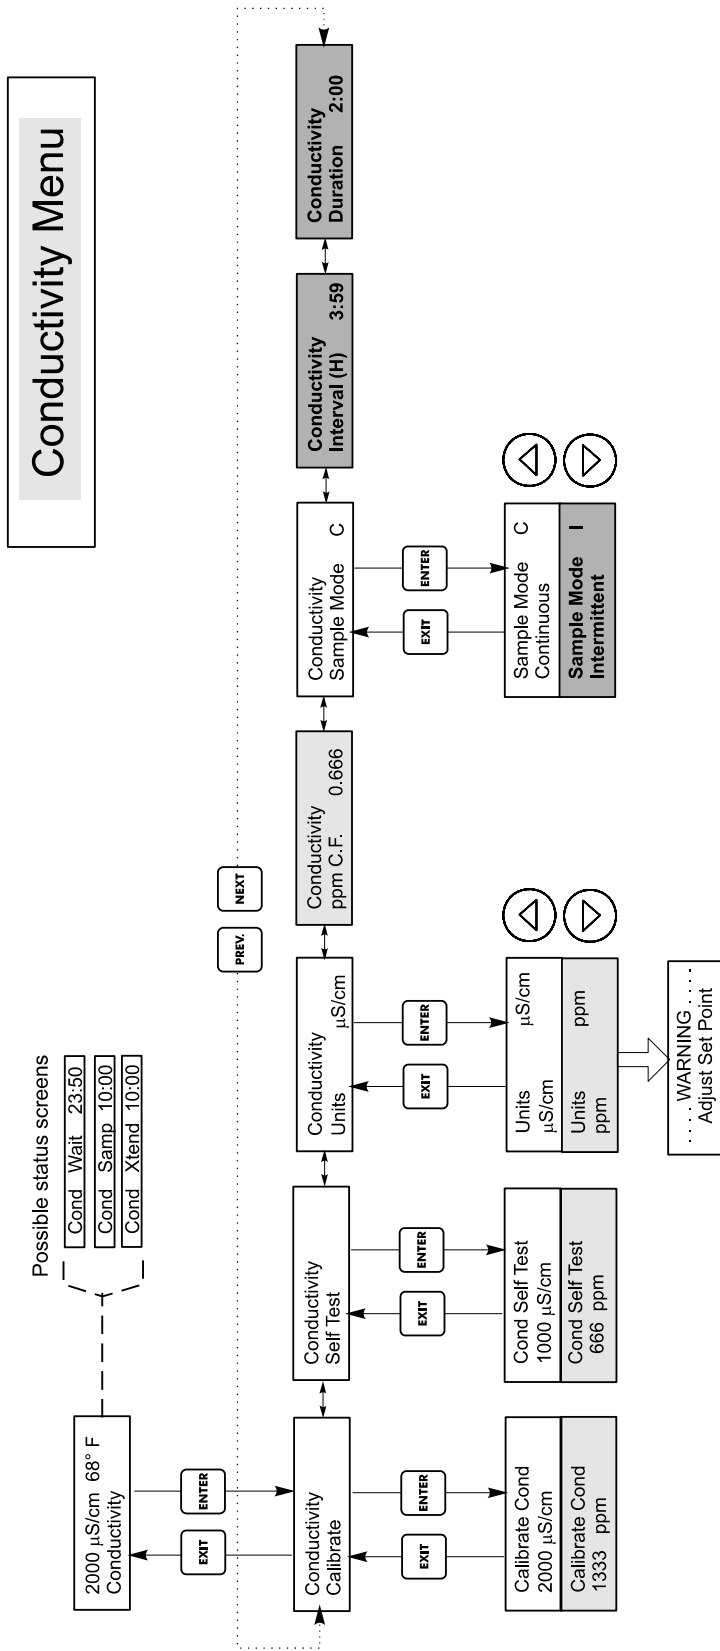 Conductivity Menu
Possible status screens
Cond Wait 23:50
Cond Samp 10:00
Cond Xtend 10:00
2000 μS/cm 68° F
Conductivity
EXIT
ENTER
PREV.
NEXT
Conductivity
Calibrate
Conductivity
Self Test
Conductivity
Units μS/cm
Conductivity
ppm C.F. 0.666
Conductivity
Sample Mode C
Conductivity
Interval (H) 3:59
Conductivity
Duration 2:00
EXIT
ENTER
EXIT
ENTER
EXIT
ENTER
EXIT
ENTER
Calibrate Cond
2000 μS/cm
Calibrate Cond
1333 ppm
Cond Self Test
1000 μS/cm
Cond Self Test
666 ppm
Units μS/cm
μS/cm
Units ppm
ppm
Sample Mode C
Continuous
Sample Mode I
Intermittent
. . . . WARNING . . . .
Adjust Set Point